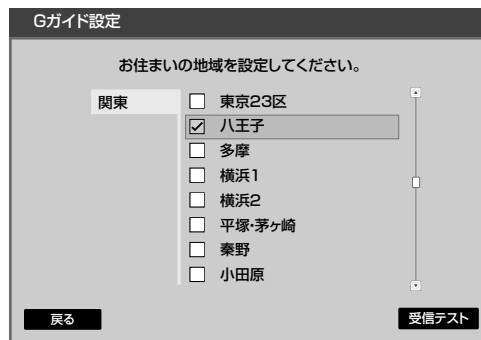 Gガイド設定
お住まいの地域を設定してください。
関東
東京23区
八王子
多摩
横浜1
横浜2
平塚・茅ヶ崎
秦野
小田原
戻る
受信テスト